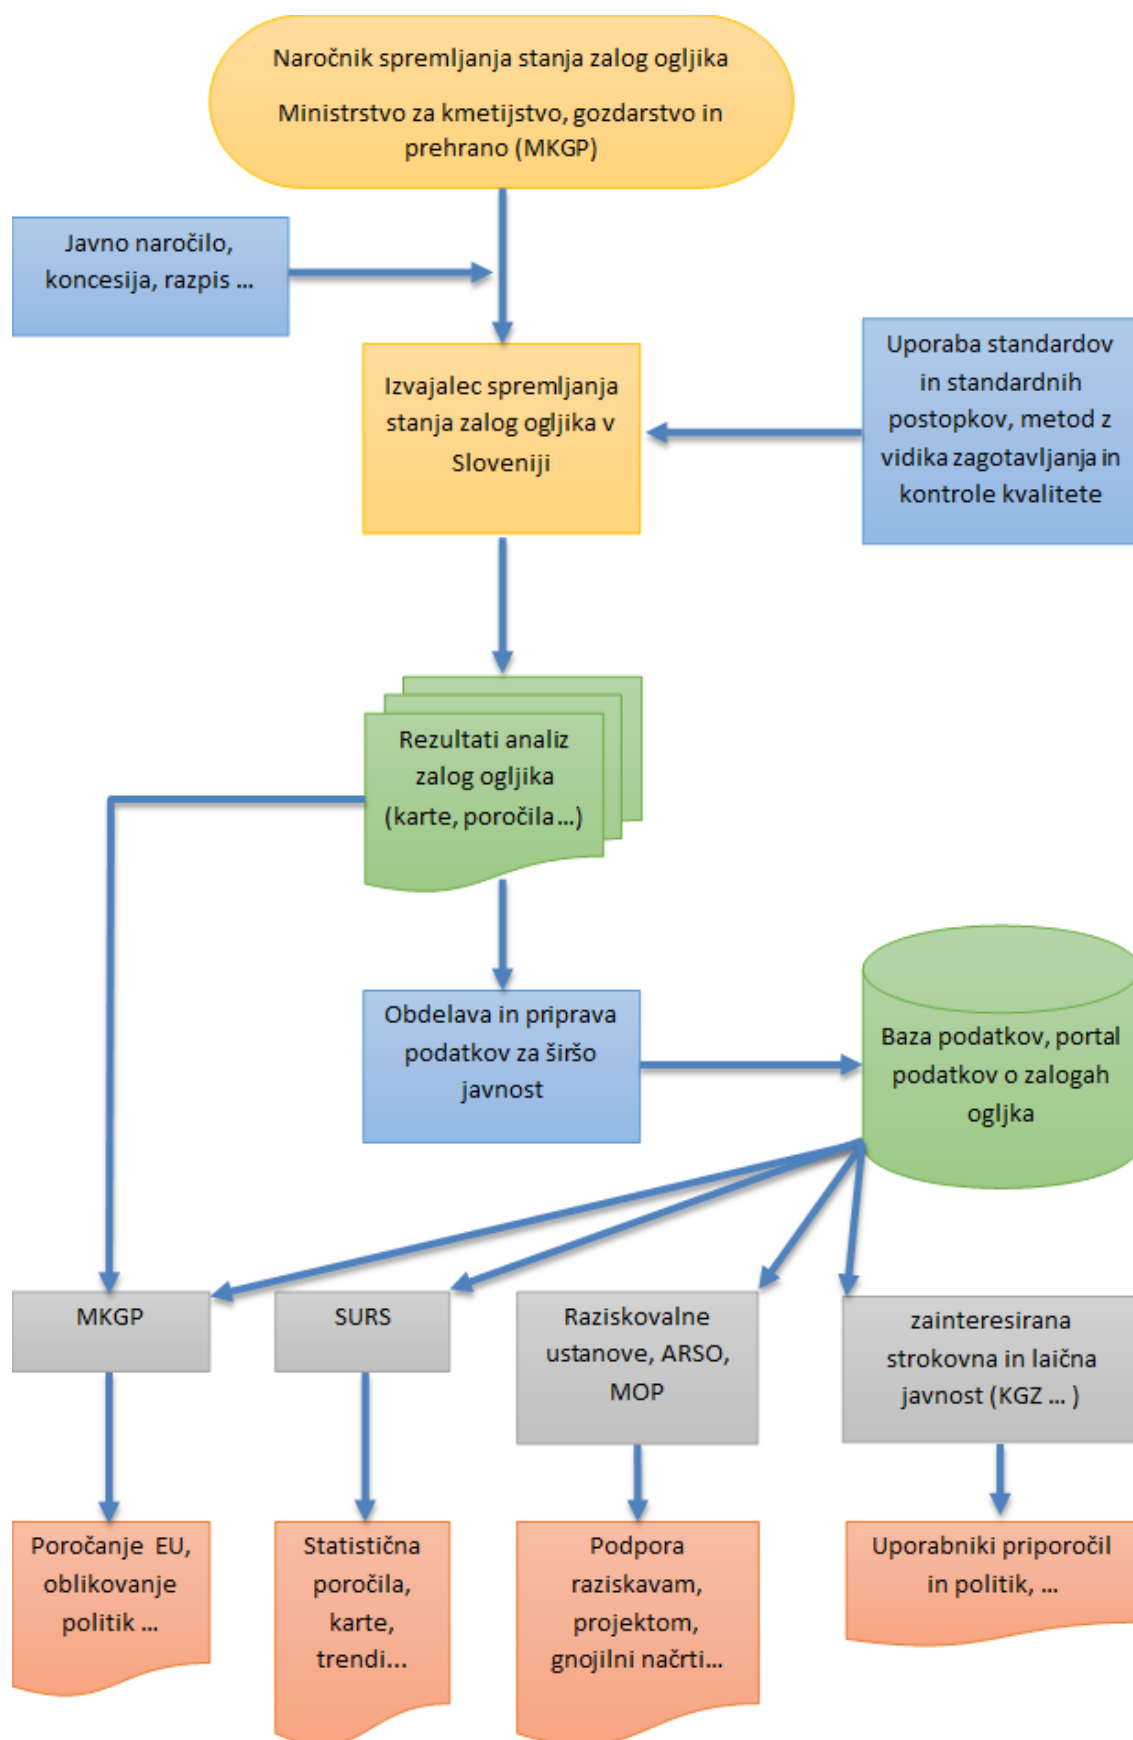 Naročnik spremljanja stanja zalog ogljika
Ministrstvo za kmetijstvo, gozdarstvo in
prehrano (MKGP)
Javno naročilo,
koncesija, razpis ...
Izvajalec spremljanja
stanja zalog ogljika v
Sloveniji
Uporaba standardov
in standardnih
postopkov, metod z
vidika zagotavljanja in
kontrole kvalitete
Rezultati analiz
zalog ogljika
(karte, poročila...)
Obdelava in priprava
podatkov za širšo
javnost
Baza podatkov, portal
podatkov o zalogah
ogljka
MKGP
SURS
Raziskovalne
ustanove, ARSO,
MOP
zainteresirana
strokovna in laična
javnost (KGZ ... )
Poročanje EU,
oblikovanje
politik ...
Statistična
poročila,
karte,
trendi...
Podpora
raziskavam,
projektom,
gnojilni načrti...
Uporabniki priporočil
in politik, ...